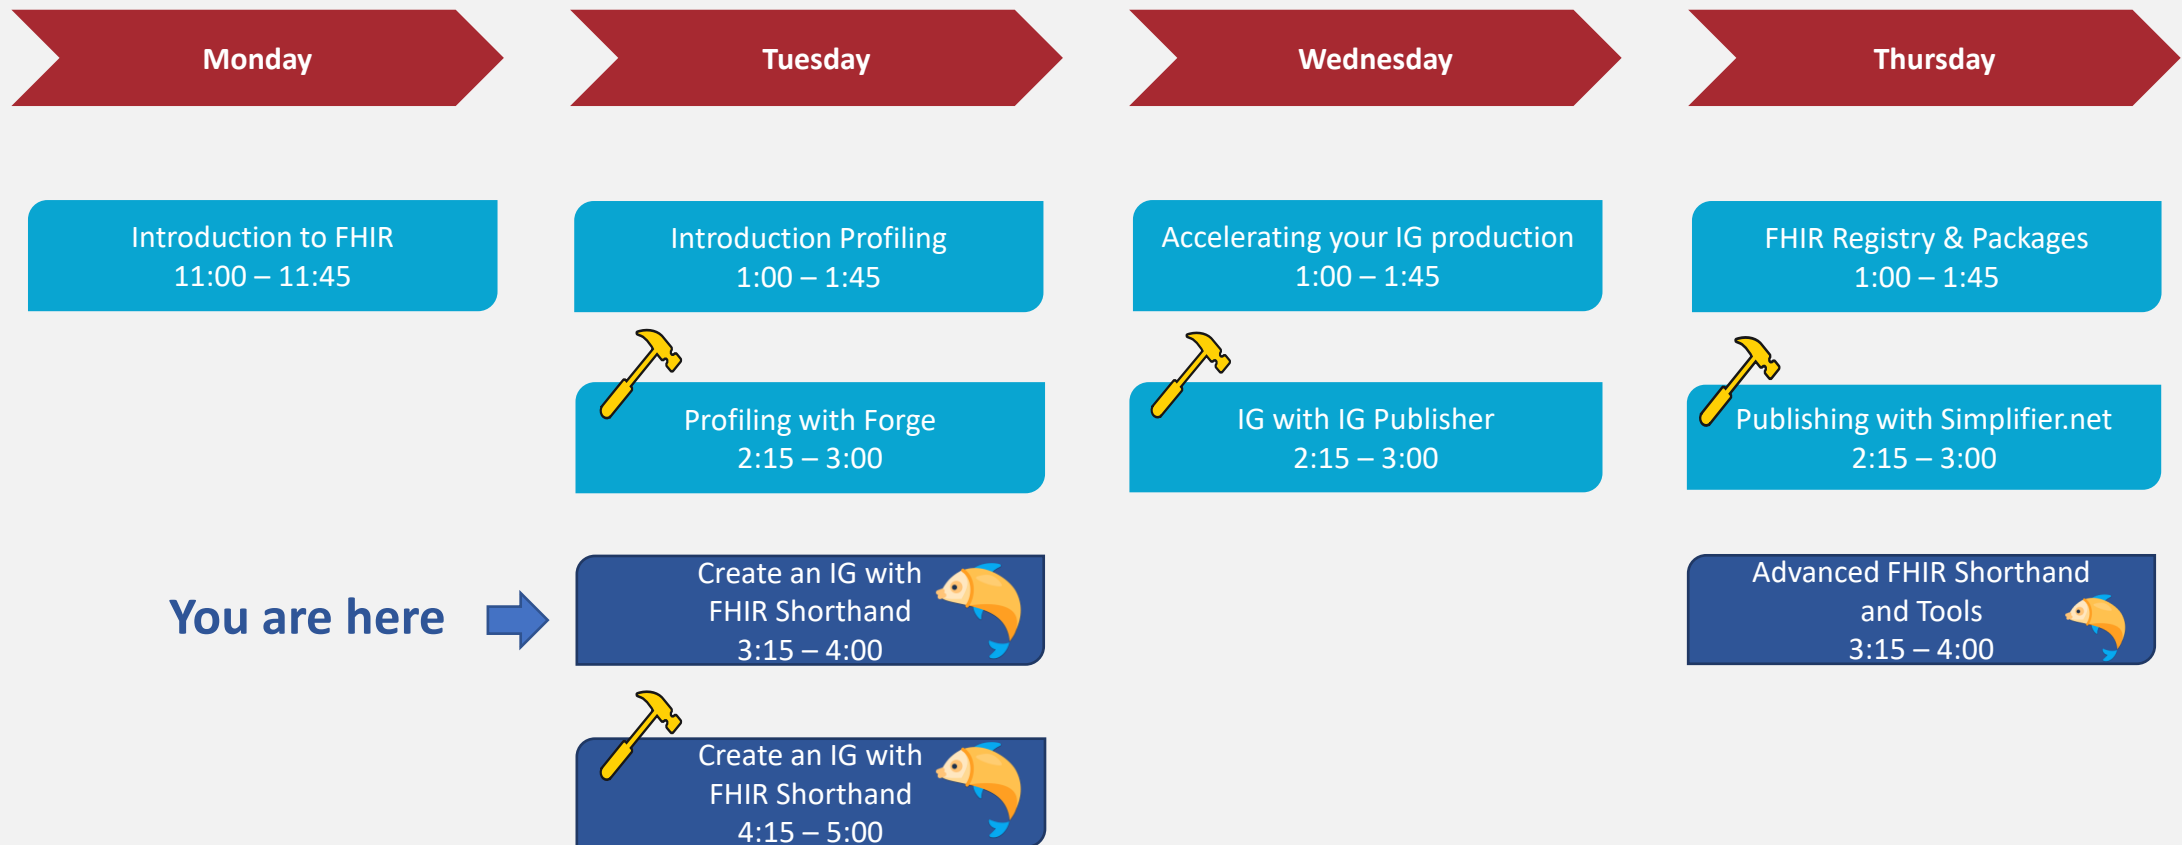 Monday
Tuesday
Wednesday
Thursday
Introduction to FHIR
11:00 – 11:45
Introduction Profiling
1:00 – 1:45
Accelerating your IG production
1:00 – 1:45
FHIR Registry & Packages
1:00 – 1:45
Profiling with Forge
2:15 – 3:00
IG with IG Publisher
2:15 – 3:00
Publishing with Simplifier.net
2:15 – 3:00
You are here
Create an IG with
FHIR Shorthand
3:15 – 4:00
Advanced FHIR Shorthand
and Tools
3:15 – 4:00
Create an IG with
FHIR Shorthand
4:15 – 5:00